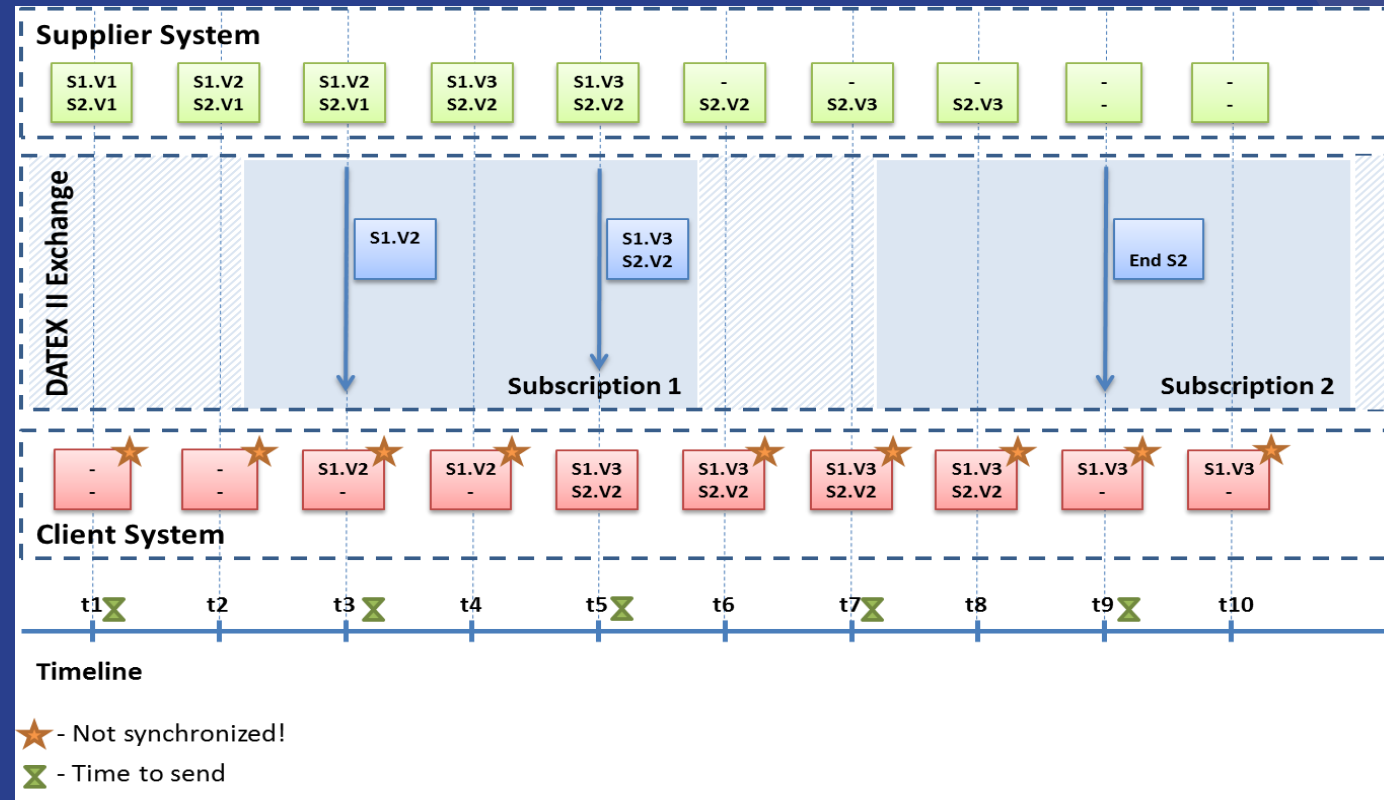 Supplier System
S1.V1
S2.V1
S1.V2
S2.V1
S1.V2
S2.V1
S1.V3
S2.V2
S1.V3
S2.V2
-
S2.V2
-
S2.V3
-
S2.V3
-
-
-
-
DATEX II Exchange
S1.V2
S1.V3
S2.V2
End S2
Subscription 1
Subscription 2
-
-
-
-
S1.V2
-
S1.V2
-
S1.V3
S2.V2
S1.V3
S2.V2
S1.V3
S2.V2
S1.V3
S2.V2
S1.V3
-
S1.V3
-
Client System
t1
t2
t3
t4
t5
t6
t7
t8
t9
t10
Timeline
- Not synchronized!
- Time to send